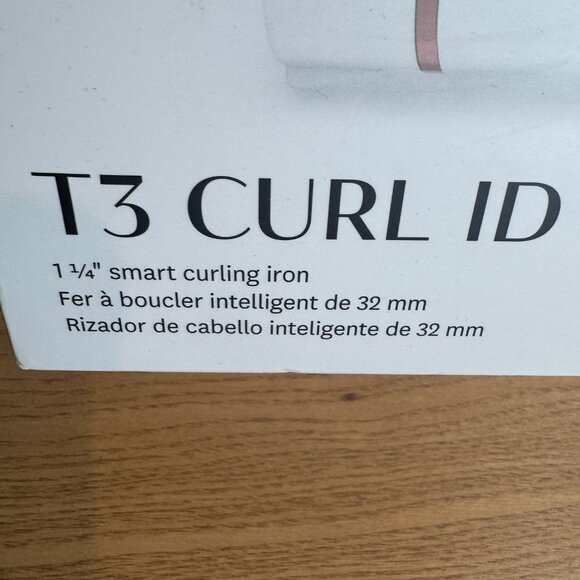 T3 CURL ID
1 ¼" smart curling iron
Fer à boucler intelligent de 32 mm
Rizador de cabello inteligente de 32 mm